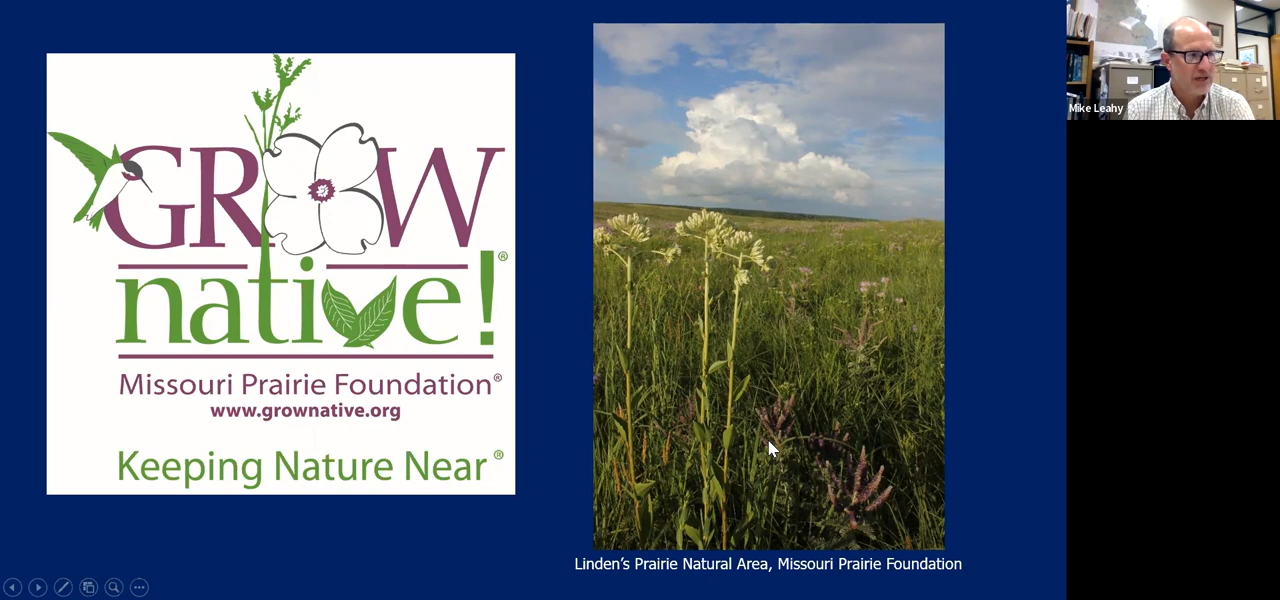 GROW
native!®
Missouri Prairie Foundation®
www.grownative.org
Keeping Nature Near®
Linden's Prairie Natural Area, Missouri Prairie Foundation
Mike Leahy